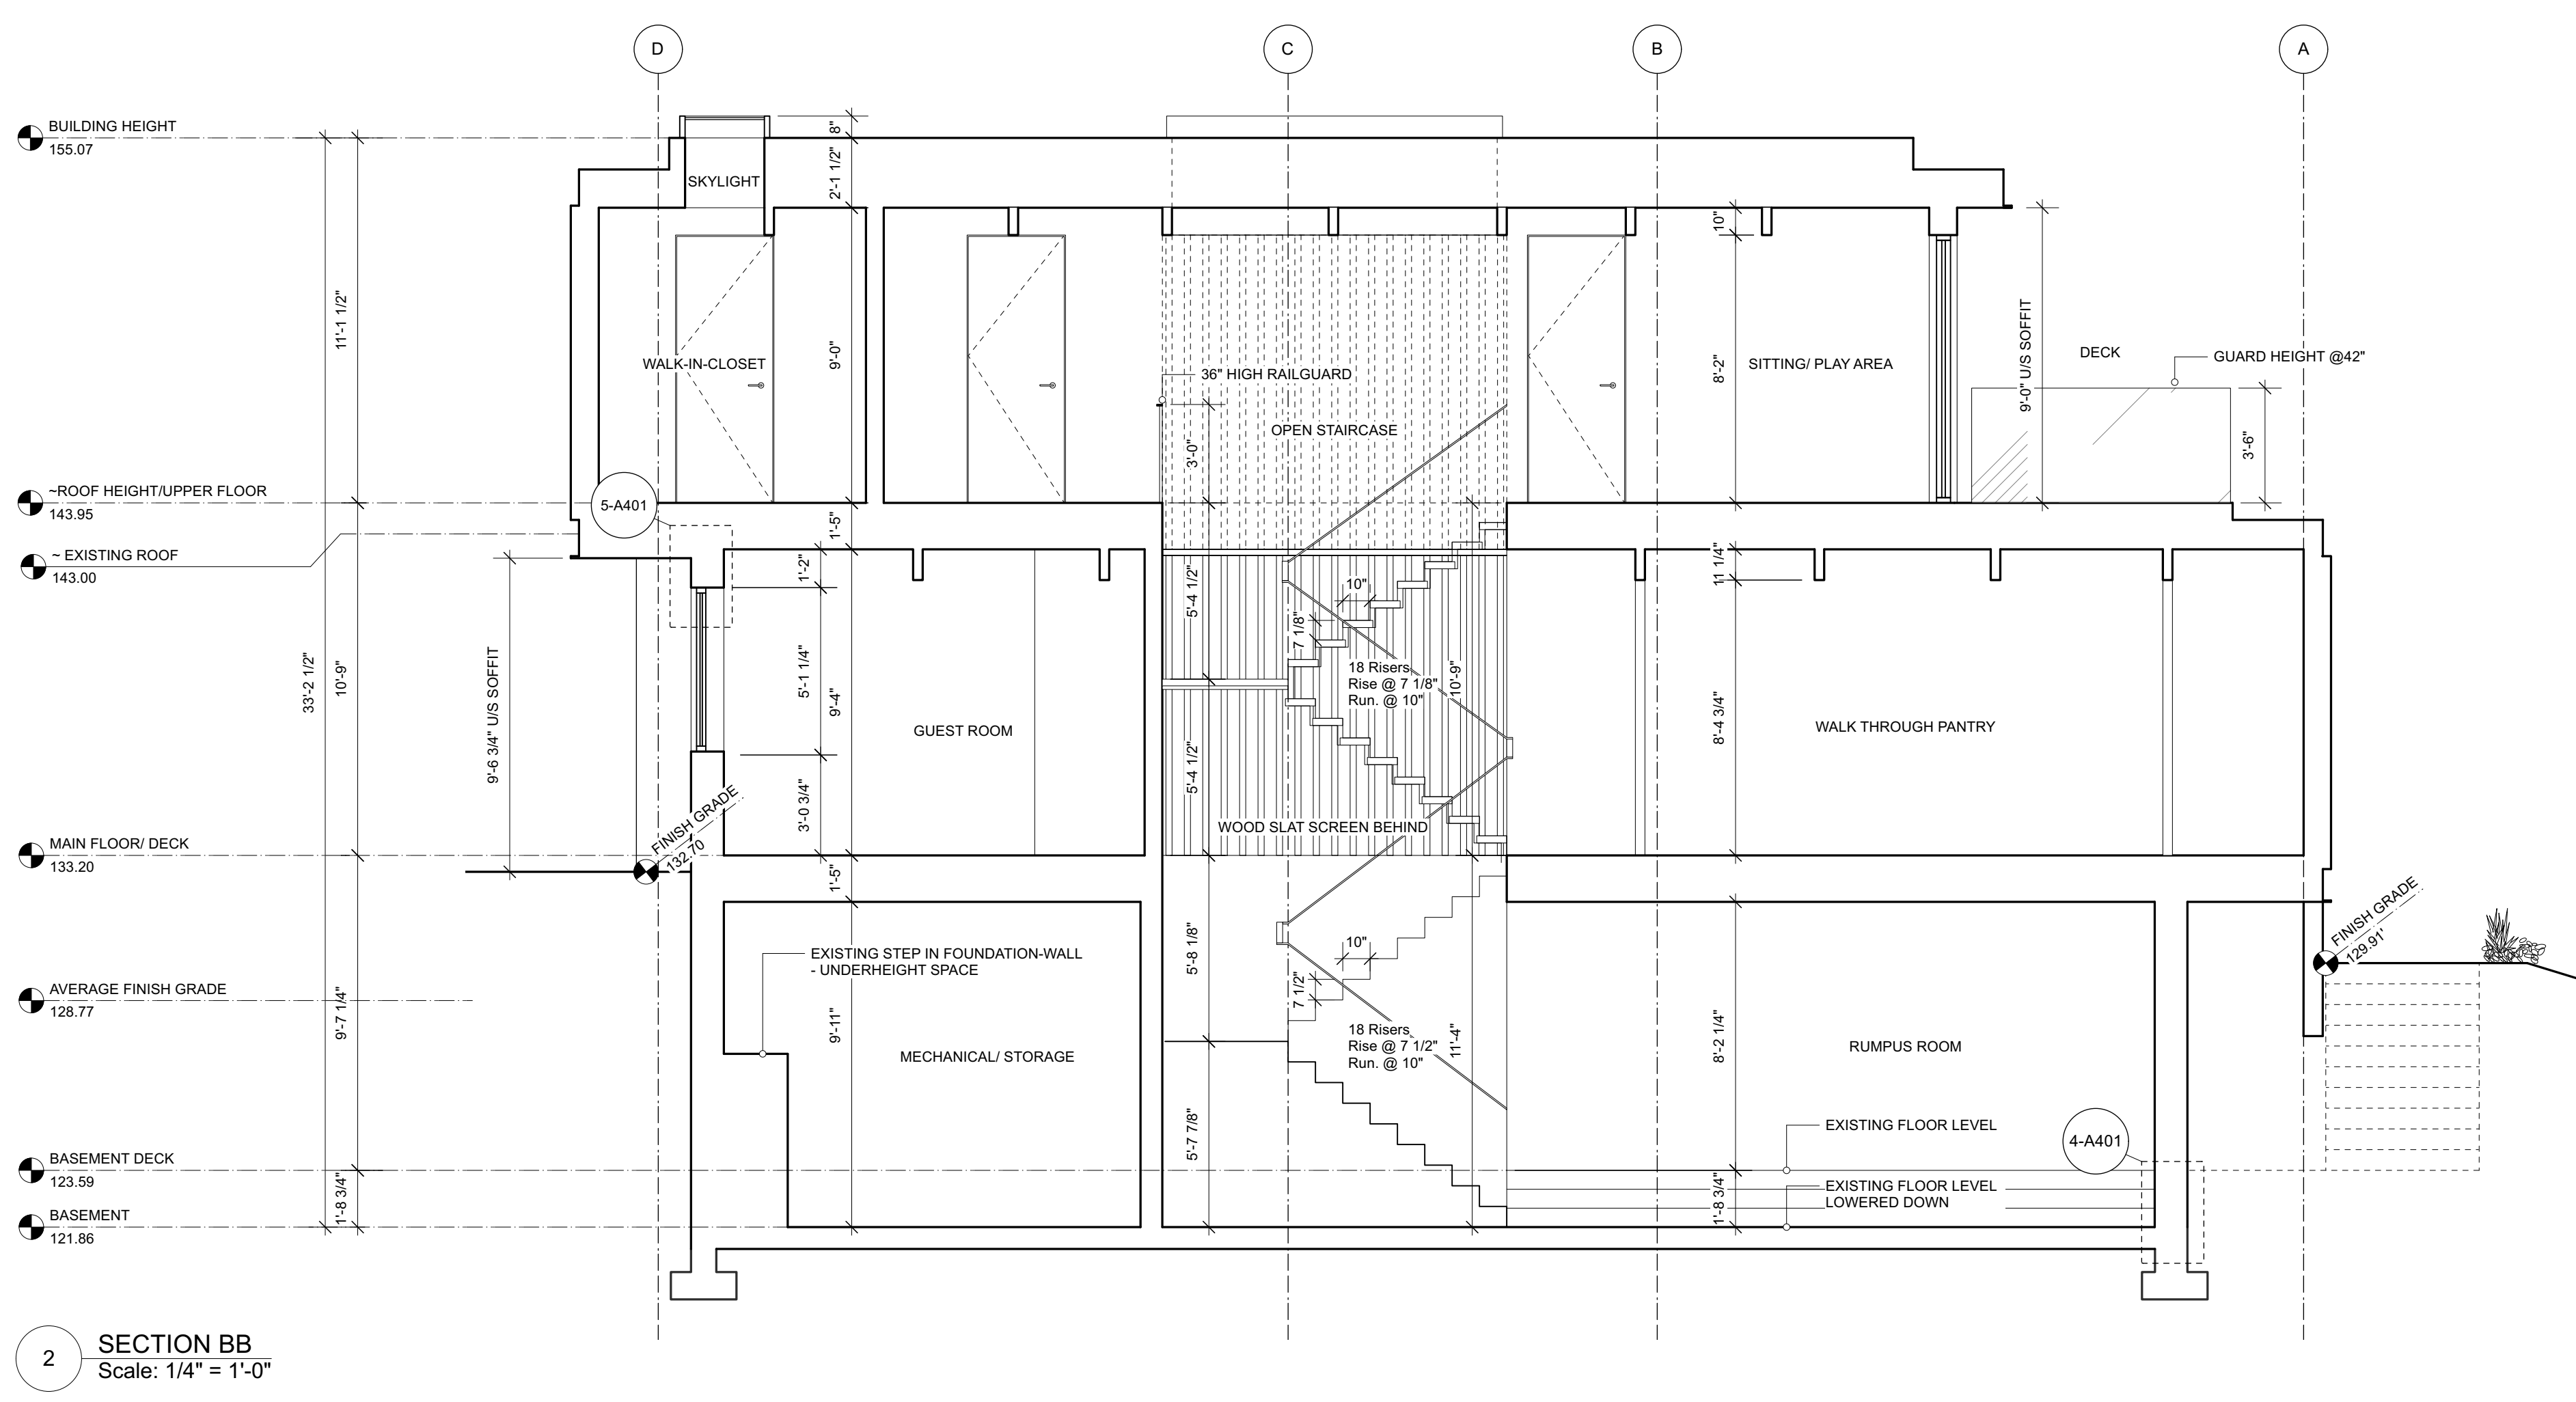 D
C
B
A
BUILDING HEIGHT
155.07
8"
2'-1 1/2"
SKYLIGHT
10"
11'-1 1/2"
9'-0"
WALK-IN-CLOSET
36" HIGH RAILGUARD
OPEN STAIRCASE
3'-0"
8'-2"
SITTING/ PLAY AREA
9'-0" U/S SOFFIT
DECK
GUARD HEIGHT @42"
3'-6"
~ROOF HEIGHT/UPPER FLOOR
143.95
5-A401
~ EXISTING ROOF
143.00
1'-5"
1'-2"
11 1/4"
5'-4 1/2"
10"
7 1/8"
18 Risers
Rise @ 7 1/8"
Run. @ 10"
10'-9"
33'-2 1/2"
10'-9"
9'-6 3/4" U/S SOFFIT
5'-1 1/4"
9'-4"
GUEST ROOM
8'-4 3/4"
WALK THROUGH PANTRY
5'-4 1/2"
3'-0 3/4"
WOOD SLAT SCREEN BEHIND
FINISH GRADE
132.70
MAIN FLOOR/ DECK
133.20
1'-5"
FINISH GRADE
129.91'
EXISTING STEP IN FOUNDATION-WALL
- UNDERHEIGHT SPACE
5'-8 1/8"
10"
7 1/2"
AVERAGE FINISH GRADE
128.77
9'-7 1/4"
9'-11"
MECHANICAL/ STORAGE
18 Risers
Rise @ 7 1/2"
Run. @ 10"
11'-4"
8'-2 1/4"
RUMPUS ROOM
5'-7 7/8"
EXISTING FLOOR LEVEL
4-A401
BASEMENT DECK
123.59
1'-8 3/4"
1'-8 3/4"
EXISTING FLOOR LEVEL
LOWERED DOWN
BASEMENT
121.86
2
SECTION BB
Scale: 1/4" = 1'-0"